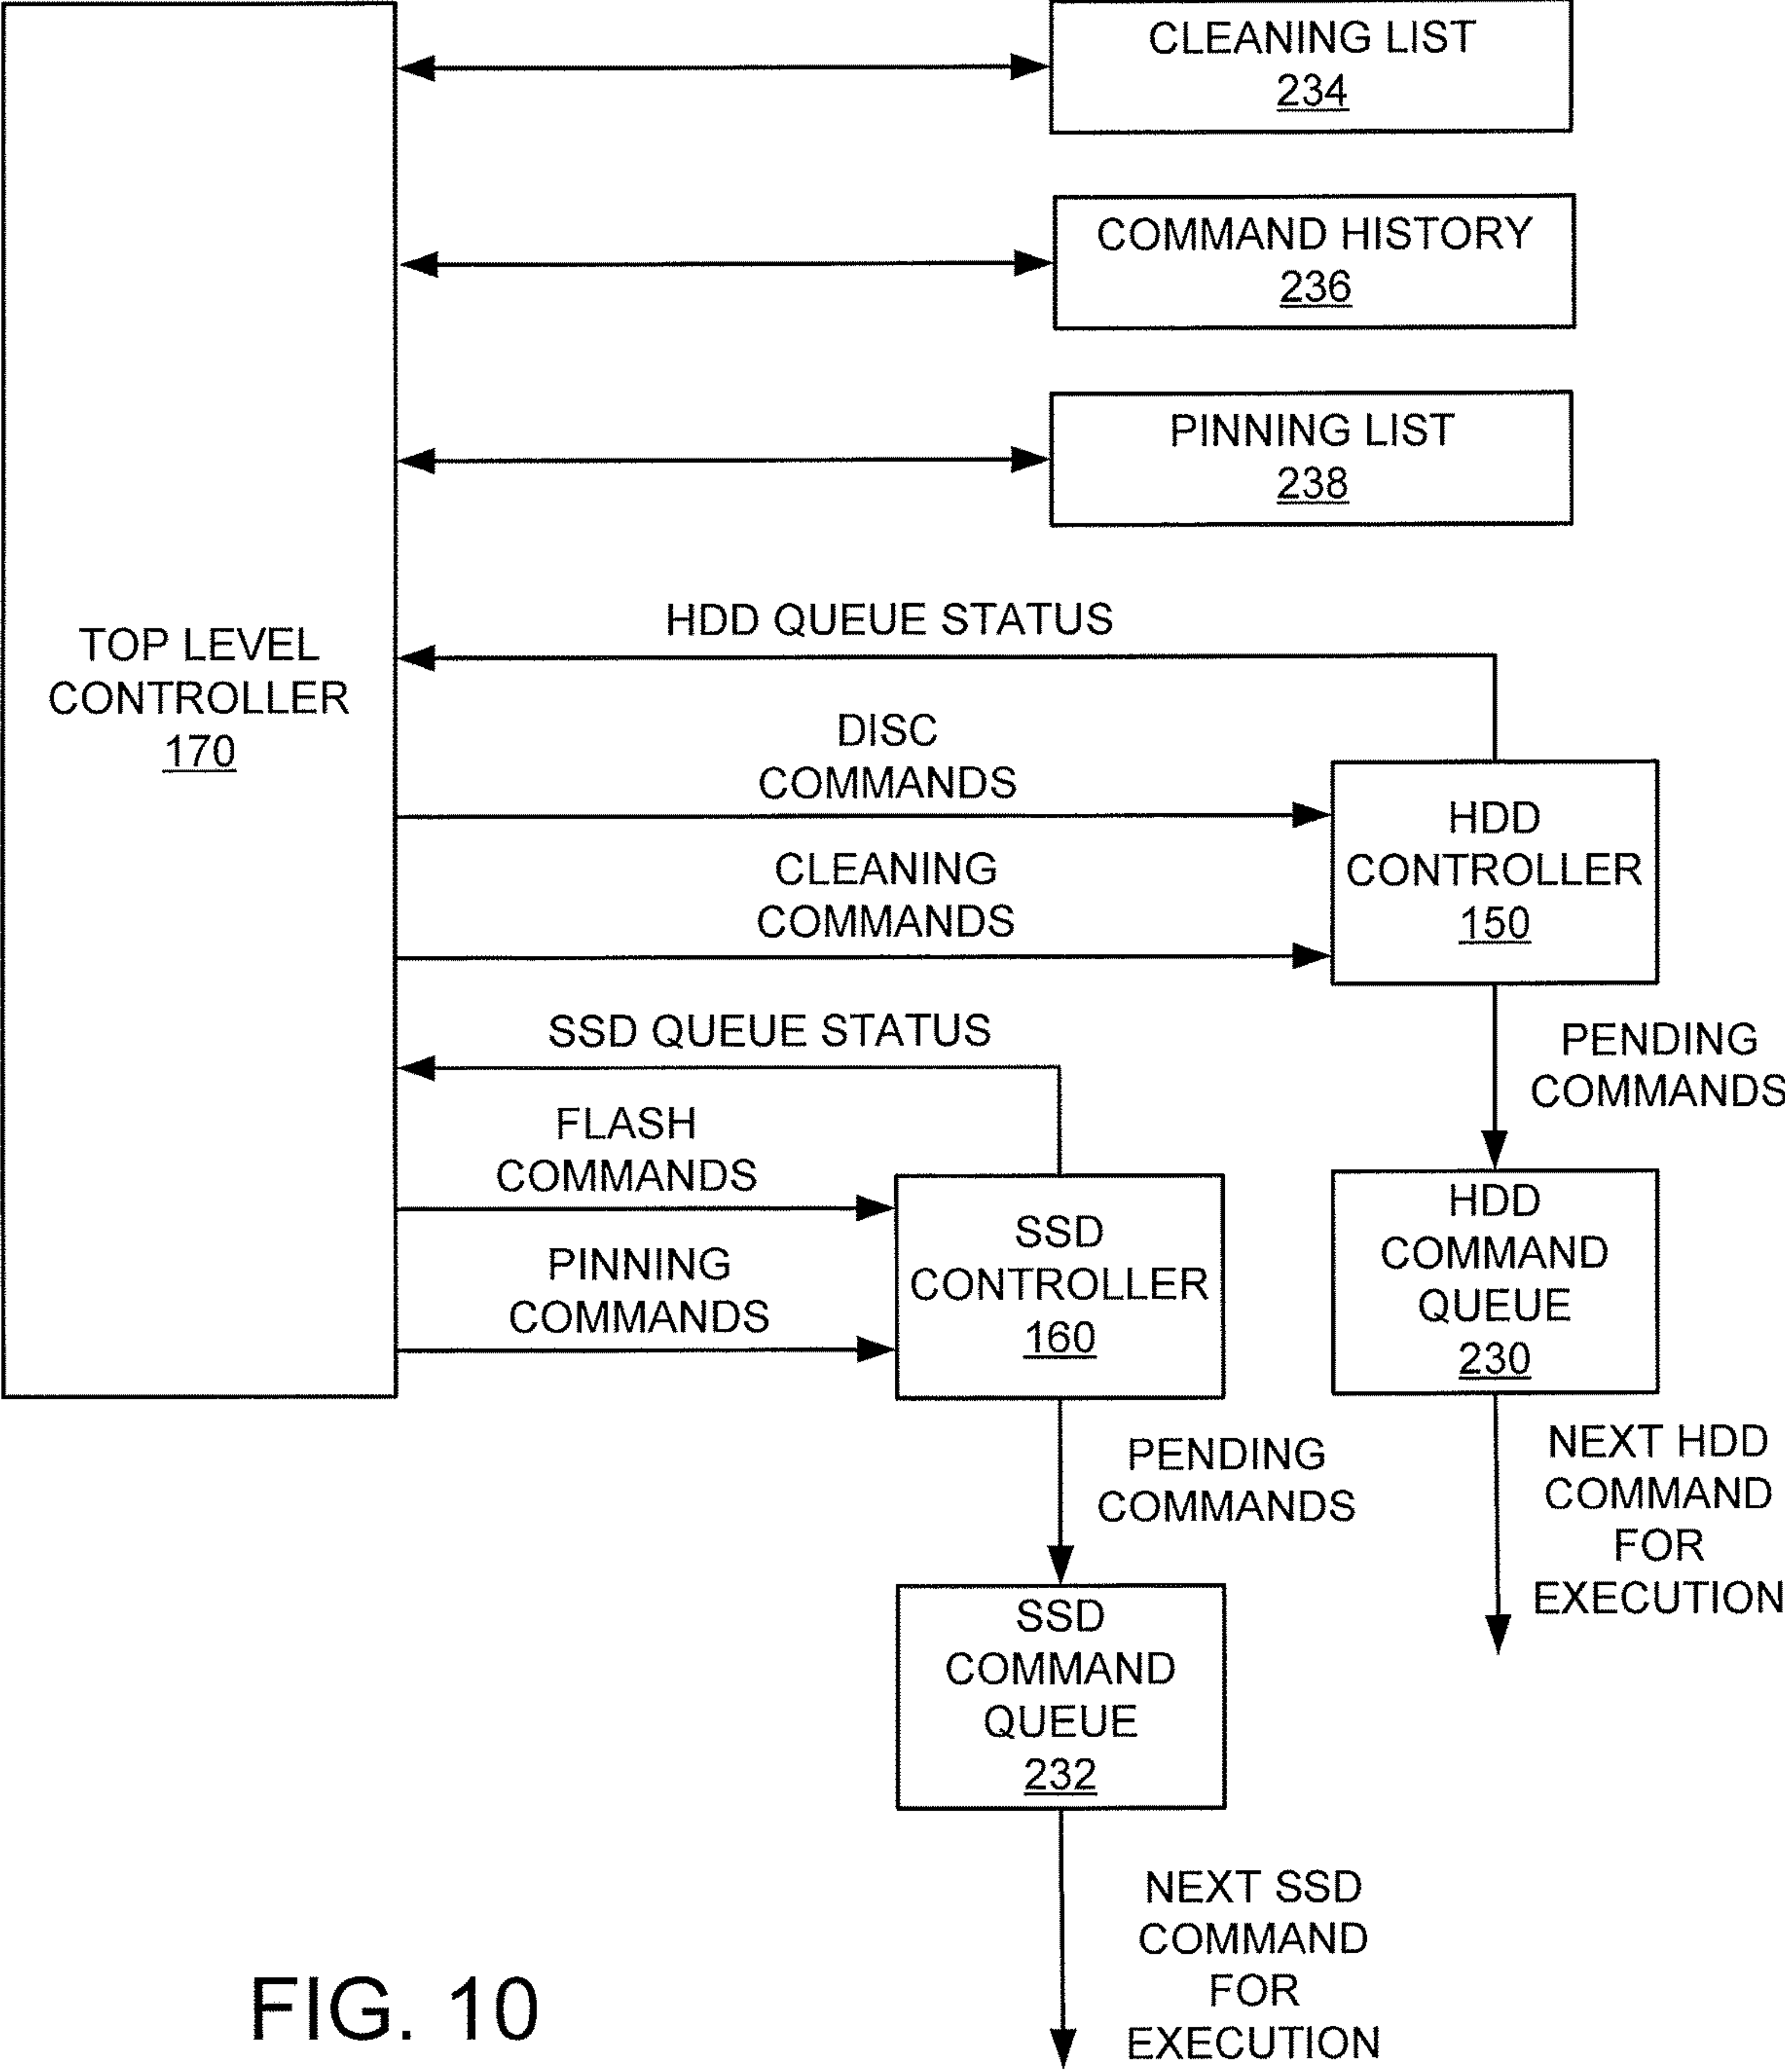 CLEANING LIST
234
COMMAND HISTORY
236
PINNING LIST
238
TOP LEVEL
CONTROLLER
170
HDD QUEUE STATUS
DISC
COMMANDS
CLEANING
COMMANDS
HDD
CONTROLLER
150
SSD QUEUE STATUS
FLASH
COMMANDS
PINNING
COMMANDS
SSD
CONTROLLER
160
PENDING
COMMANDS
HDD
COMMAND
QUEUE
230
PENDING
COMMANDS
NEXT HDD
COMMAND
FOR
EXECUTION
SSD
COMMAND
QUEUE
232
NEXT SSD
COMMAND
FOR
EXECUTION
FIG. 10